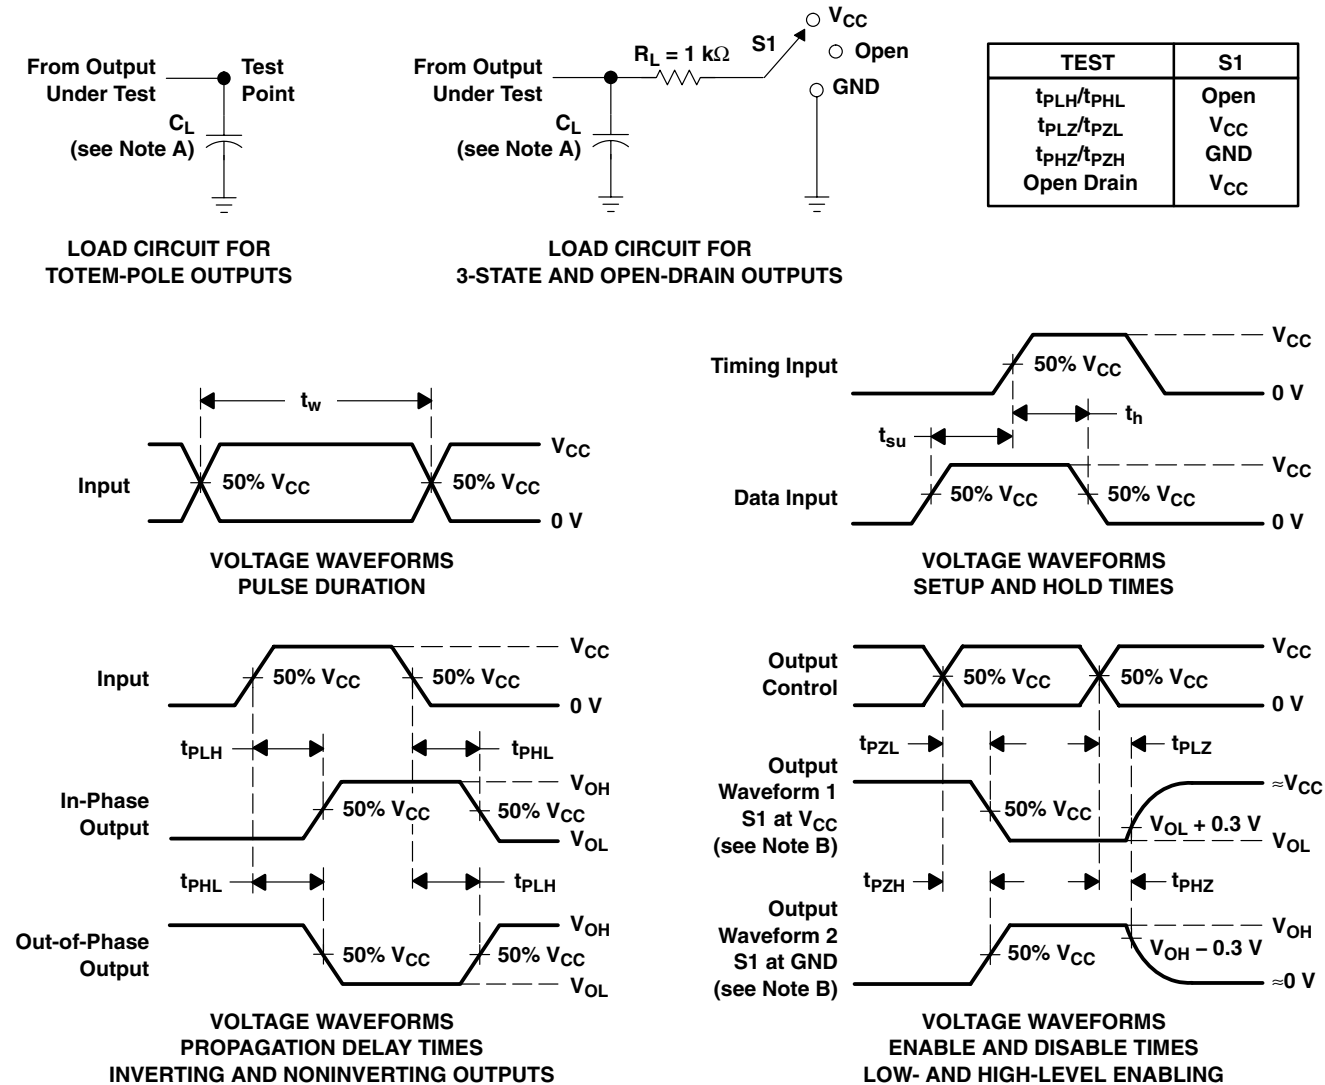 From Output
Under Test
Test
Point
CL
(see Note A)
LOAD CIRCUIT FOR
TOTEM-POLE OUTPUTS
From Output
Under Test
RL = 1 kΩ
S1
VCC
Open
GND
CL
(see Note A)
LOAD CIRCUIT FOR
3-STATE AND OPEN-DRAIN OUTPUTS
TEST S1
tPLH/tPHL Open
tPLZ/tPZL VCC
tPHZ/tPZH GND
Open Drain VCC
tw
Input
50% VCC
50% VCC
VCC
0 V
VOLTAGE WAVEFORMS
PULSE DURATION
Timing Input
50% VCC
VCC
0 V
th
tsu
Data Input
50% VCC
50% VCC
VCC
0 V
VOLTAGE WAVEFORMS
SETUP AND HOLD TIMES
Input
50% VCC
50% VCC
VCC
0 V
tPLH
tPHL
In-Phase
Output
50% VCC
50% VCC
VOH
VOL
tPHL
tPLH
Out-of-Phase
Output
50% VCC
50% VCC
VOH
VOL
VOLTAGE WAVEFORMS
PROPAGATION DELAY TIMES
INVERTING AND NONINVERTING OUTPUTS
Output
Control
50% VCC
50% VCC
VCC
0 V
tPZL
tPLZ
Output
Waveform 1
S1 at VCC
(see Note B)
50% VCC
VOL + 0.3 V
≈VCC
VOL
tPZH
tPHZ
Output
Waveform 2
S1 at GND
(see Note B)
50% VCC
VOH − 0.3 V
VOH
≈0 V
VOLTAGE WAVEFORMS
ENABLE AND DISABLE TIMES
LOW- AND HIGH-LEVEL ENABLING